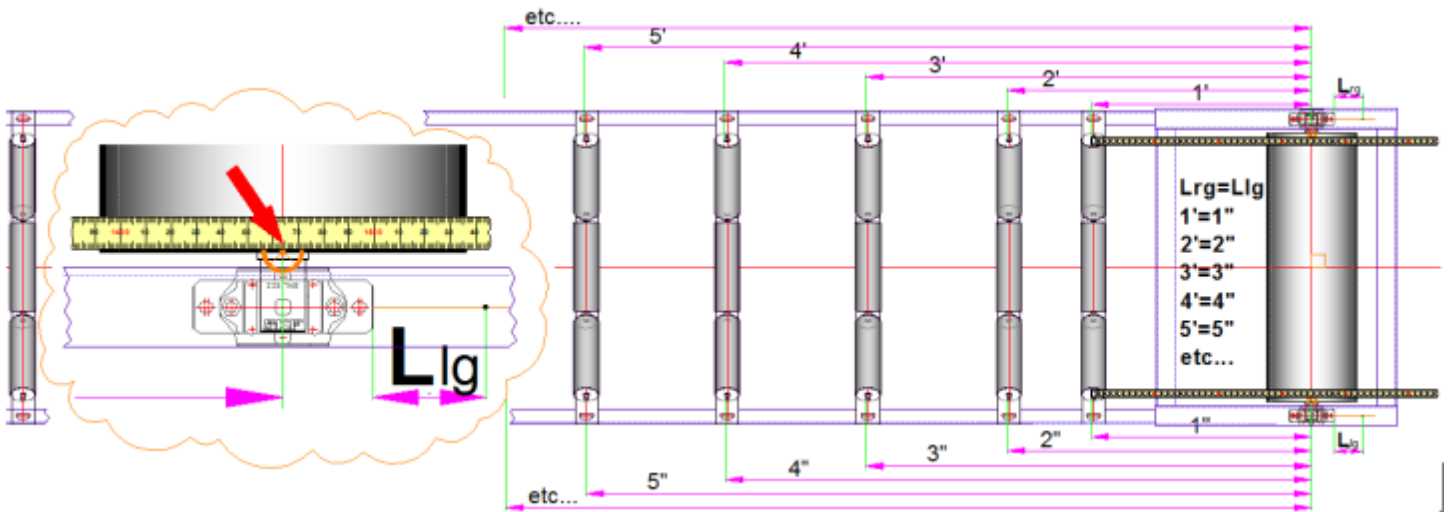 etc....
5'
4'
3'
2'
1'
Lrg
Lrg=Llg
1'=1"
2'=2"
3'=3"
4'=4"
5'=5"
etc...
Llg
1"
Llg
2"
3"
4"
5"
etc...